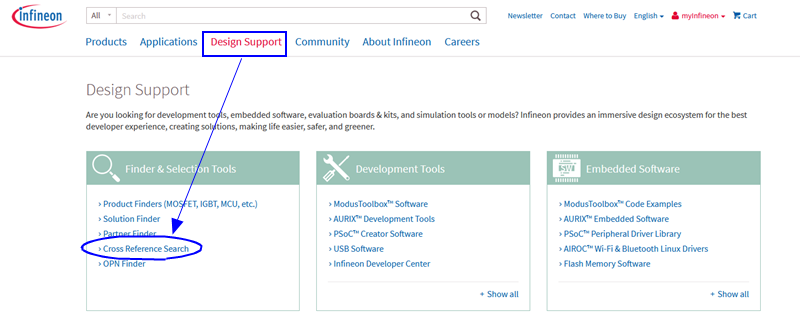 infineon
All
Search
Newsletter Contact Where to Buy English myInfineon Cart
Products Applications Design Support Community About Infineon Careers
Design Support
Are you looking for development tools, embedded software, evaluation boards & kits, and simulation tools or models? Infineon provides an immersive design ecosystem for the best
developer experience, creating solutions, making life easier, safer, and greener.
Finder & Selection Tools
› Product Finders (MOSFET, IGBT, MCU, etc.)
› Solution Finder
› Partner Finder
› Cross Reference Search
› OPN Finder
Development Tools
› ModusToolbox™ Software
› AURIX™ Development Tools
› PSoC™ Creator Software
› USB Software
› Infineon Developer Center
+ Show all
SW
Embedded Software
› ModusToolbox™ Code Examples
› AURIX™ Embedded Software
› PSoC™ Peripheral Driver Library
› AIROC™ Wi-Fi & Bluetooth Linux Drivers
› Flash Memory Software
+ Show all